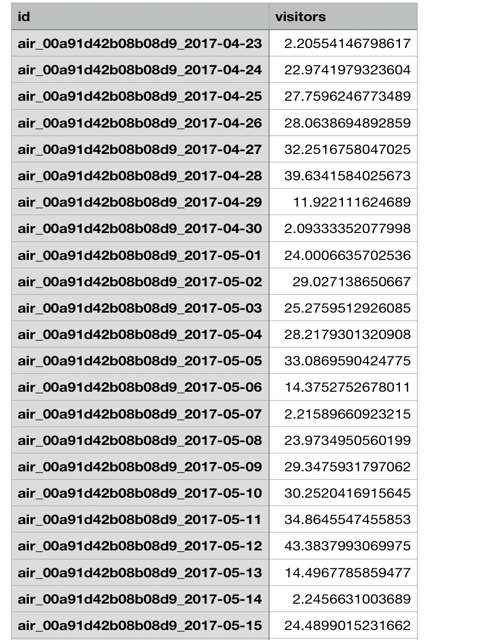 id visitors
air_00a91d42b08b08d9_2017-04-23 2.20554146798617
air_00a91d42b08b08d9_2017-04-24 22.9741979323604
air_00a91d42b08b08d9_2017-04-25 27.7596246773489
air_00a91d42b08b08d9_2017-04-26 28.0638694892859
air_00a91d42b08b08d9_2017-04-27 32.2516758047025
air_00a91d42b08b08d9_2017-04-28 39.6341584025673
air_00a91d42b08b08d9_2017-04-29 11.922111624689
air_00a91d42b08b08d9_2017-04-30 2.09333352077998
air_00a91d42b08b08d9_2017-05-01 24.0006635702536
air_00a91d42b08b08d9_2017-05-02 29.027138650667
air_00a91d42b08b08d9_2017-05-03 25.2759512926085
air_00a91d42b08b08d9_2017-05-04 28.2179301320908
air_00a91d42b08b08d9_2017-05-05 33.0869590424775
air_00a91d42b08b08d9_2017-05-06 14.3752752678011
air_00a91d42b08b08d9_2017-05-07 2.21589660923215
air_00a91d42b08b08d9_2017-05-08 23.9734950560199
air_00a91d42b08b08d9_2017-05-09 29.3475931797062
air_00a91d42b08b08d9_2017-05-10 30.2520416915645
air_00a91d42b08b08d9_2017-05-11 34.8645547455853
air_00a91d42b08b08d9_2017-05-12 43.3837993069975
air_00a91d42b08b08d9_2017-05-13 14.4967785859477
air_00a91d42b08b08d9_2017-05-14 2.2456631003689
air_00a91d42b08b08d9_2017-05-15 24.4899015231662